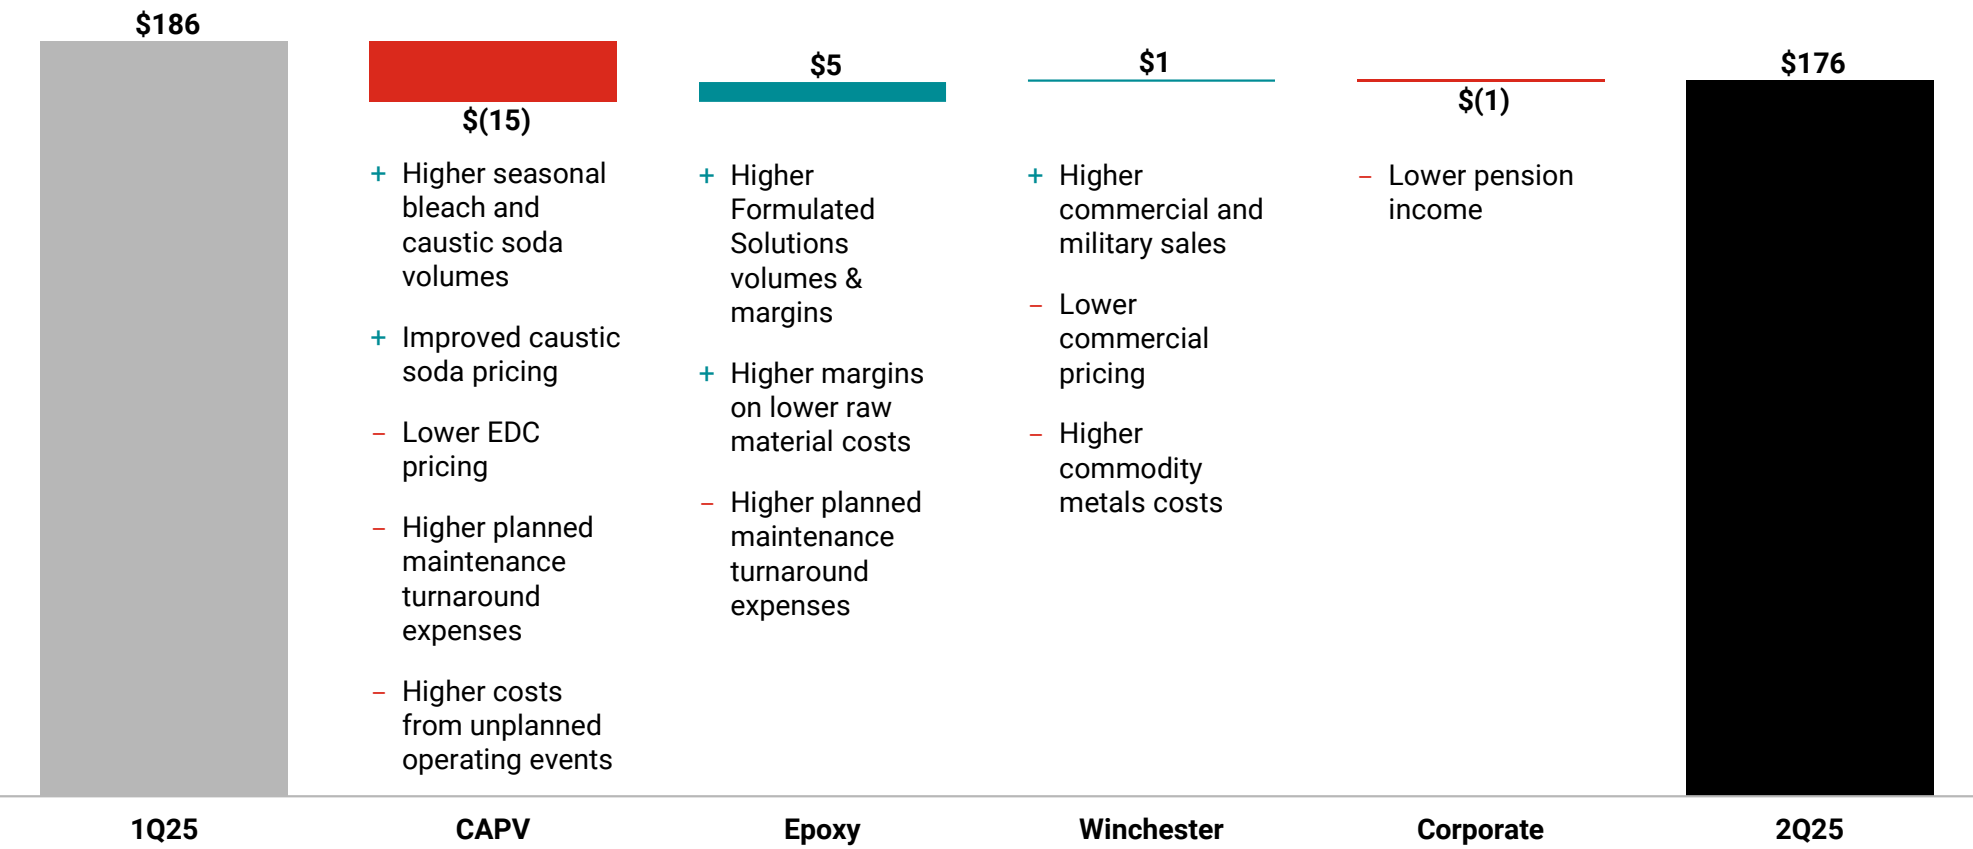 $186
$(15)
+ Higher seasonal
bleach and
caustic soda
volumes
+ Improved caustic
soda pricing
– Lower EDC
pricing
– Higher planned
maintenance
turnaround
expenses
– Higher costs
from unplanned
operating events
$5
+ Higher
Formulated
Solutions
volumes &
margins
+ Higher margins
on lower raw
material costs
– Higher planned
maintenance
turnaround
expenses
$1
+ Higher
commercial and
military sales
– Lower
commercial
pricing
– Higher
commodity
metals costs
$(1)
– Lower pension
income
$176
1Q25
CAPV
Epoxy
Winchester
Corporate
2Q25